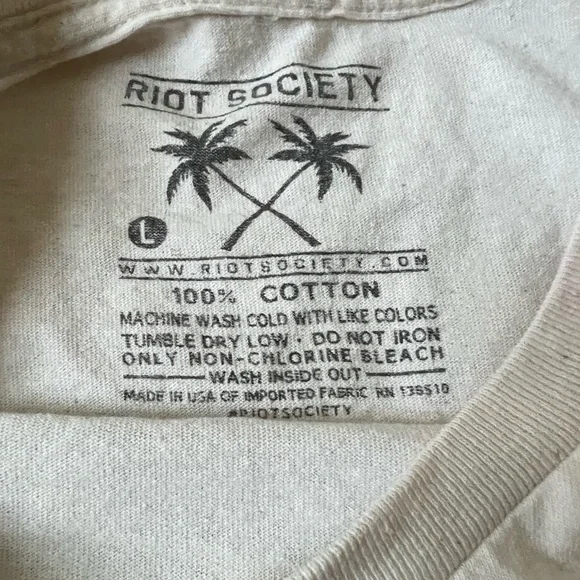 RIOT SOCIETY
L
WWW.RIOTSOCIETY.COM
100% COTTON
MACHINE WASH COLD WITH LIKE COLORS
TUMBLE DRY LOW • DO NOT IRON
ONLY NON-CHLORINE BLEACH
WASH INSIDE OUT
MADE IN USA OF IMPORTED FABRIC RN 138510
#RIOTSOCIETY